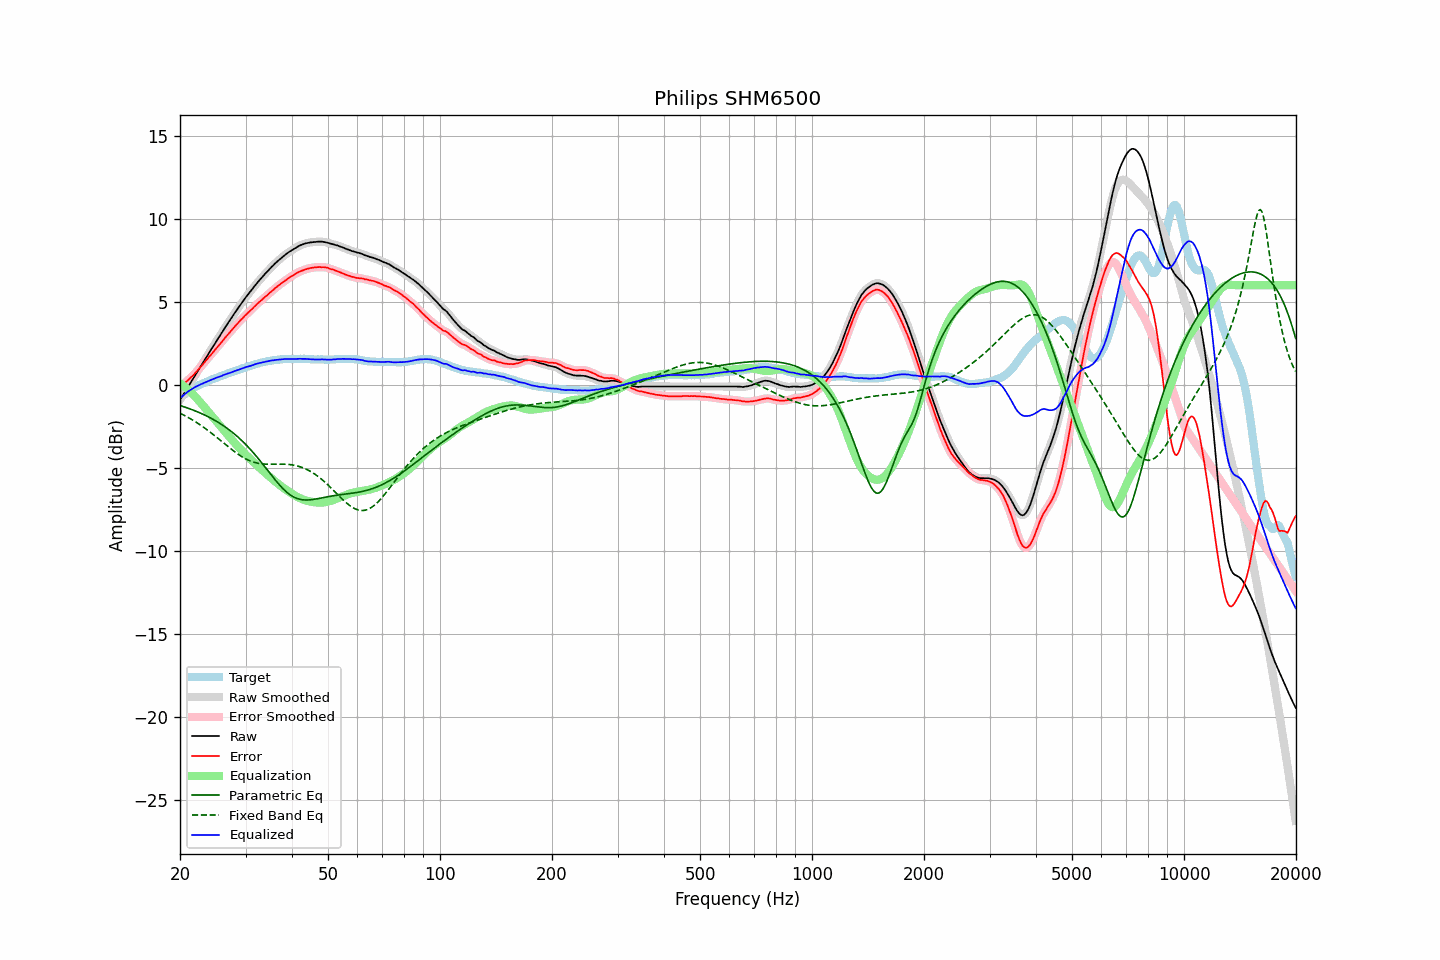 Philips SHM6500
Amplitude (dBr)
15
10
5
0
−5
−10
−15
−20
−25
Target
Raw Smoothed
Error Smoothed
Raw
Error
Equalization
Parametric Eq
Fixed Band Eq
Equalized
20 50 100 200 500 1000 2000 5000 10000 20000
Frequency (Hz)